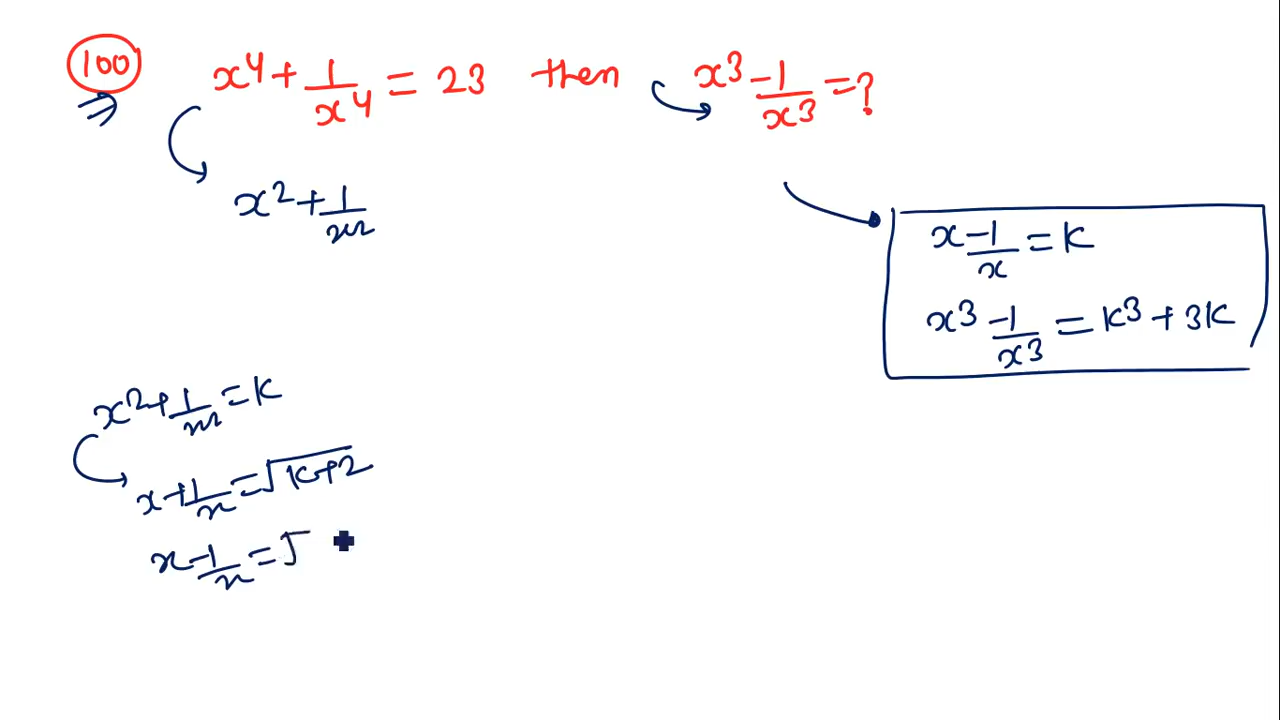 100 x⁴ + 1/x⁴ = 23 then x³ - 1/x³ = ?
x² + 1/x²
x - 1/x = K
x³ - 1/x³ = K³ + 3K
x² + 1/x² = K
x + 1/x = √(K+2)
x - 1/x = √